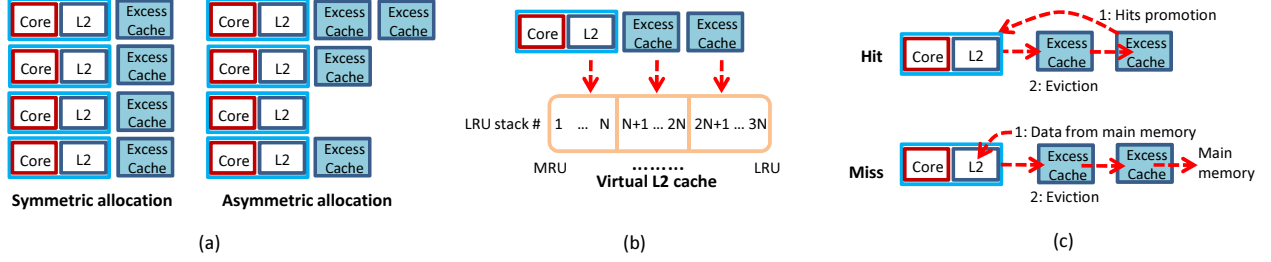 Core L2 Excess Cache
Core L2 Excess Cache
Core L2 Excess Cache
Core L2 Excess Cache
Symmetric allocation
Core L2 Excess Cache Excess Cache
Core L2 Excess Cache
Core L2
Core L2 Excess Cache
Asymmetric allocation
(a)
Core L2 Excess Cache Excess Cache
LRU stack # 1 ... N N+1 ... 2N 2N+1 ... 3N
MRU ......... LRU
Virtual L2 cache
(b)
1: Hits promotion
Hit Core L2 Excess Cache Excess Cache
2: Eviction
1: Data from main memory
Miss Core L2 Excess Cache Excess Cache Main memory
2: Eviction
(c)